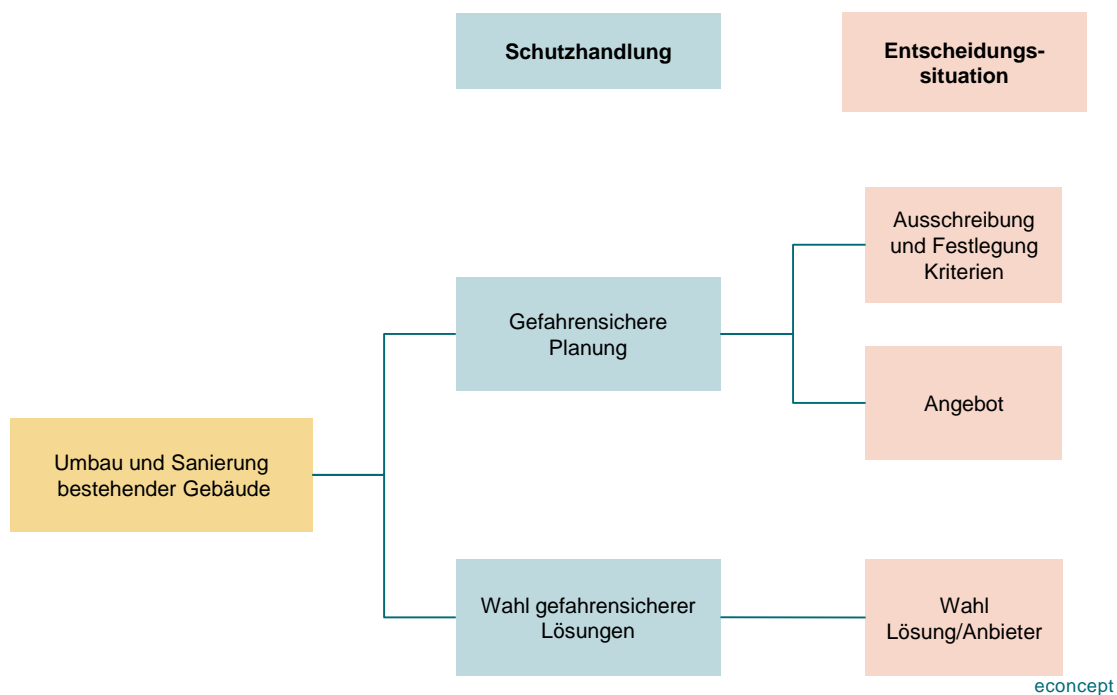 Schutzhandlung
Entscheidungs-
situation
Ausschreibung
und Festlegung
Kriterien
Gefahrensichere
Planung
Angebot
Umbau und Sanierung
bestehender Gebäude
Wahl gefahrensicherer
Lösungen
Wahl
Lösung/Anbieter
econcept